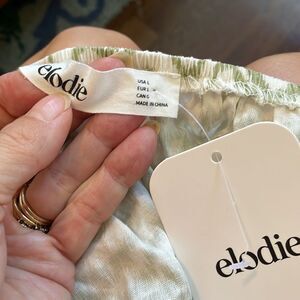 elodie
USA L
EUR L
CAN G
MADE IN CHINA
elodie